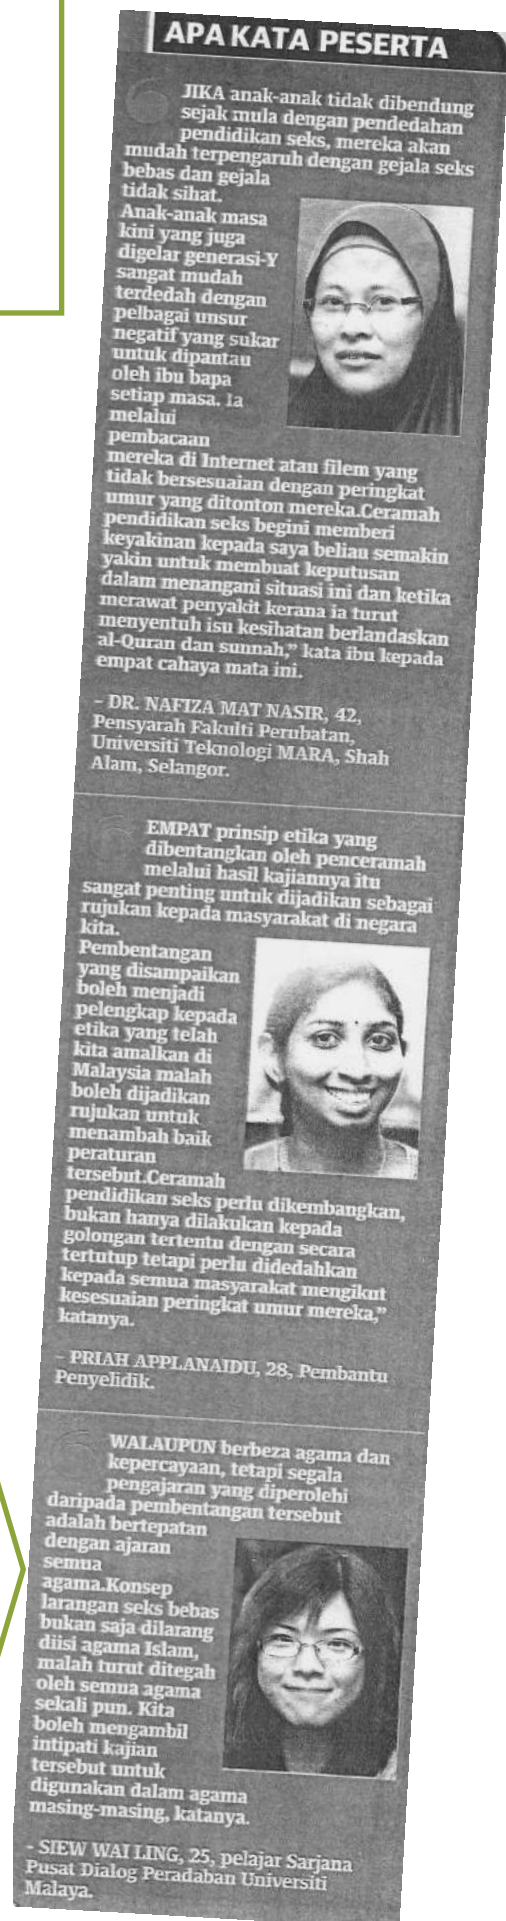 APA KATA PESERTA
JIKA anak-anak tidak dibendung
sejak mula dengan pendedahan
pendidikan seks, mereka akan
mudah terpengaruh dengan gejala seks
bebas dan gejala
tidak sihat.
Anak-anak masa
kini yang juga
digelar generasi-Y
sangat mudah
terdedah dengan
pelbagai unsur
negatif yang sukar
untuk dipantau
oleh ibu bapa
setiap masa. Ia
melalui
pembacaan
mereka di Internet atau filem yang
tidak bersesuaian dengan peringkat
umur yang ditonton mereka.Ceramah
pendidikan seks begini memberi
keyakinan kepada saya beliau semakin
yakin untuk membuat keputusan
dalam menangani situasi ini dan ketika
merawat penyakit kerana ia turut
menyentuh isu kesihatan berlandaskan
al-Quran dan sunnah,” kata ibu kepada
empat cahaya mata ini.
– DR. NAFIZA MAT NASIR, 42,
Pensyarah Fakulti Perubatan,
Universiti Teknologi MARA, Shah
Alam, Selangor.
EMPAT prinsip etika yang
dibentangkan oleh penceramah
melalui hasil kajiannya itu
sangat penting untuk dijadikan sebagai
rujukan kepada masyarakat di negara
kita.
Pembentangan
yang disampaikan
boleh menjadi
pelengkap kepada
etika yang telah
kita amalkan di
Malaysia malah
boleh dijadikan
rujukan untuk
menambah baik
peraturan
tersebut.Ceramah
pendidikan seks perlu dikembangkan,
bukan hanya dilakukan kepada
golongan tertentu dengan secara
tertutup tetapi perlu didedahkan
kepada semua masyarakat mengikut
kesesuaian peringkat umur mereka,”
katanya.
– PRIAH APPLANAIDU, 28, Pembantu
Penyelidik.
WALAUPUN berbeza agama dan
kepercayaan, tetapi segala
pengajaran yang diperolehi
daripada pembentangan tersebut
adalah bertepatan
dengan ajaran
semua
agama.Konsep
larangan seks bebas
bukan saja dilarang
diisi agama Islam,
malah turut ditegah
oleh semua agama
sekali pun. Kita
boleh mengambil
intipati kajian
tersebut untuk
digunakan dalam agama
masing-masing, katanya.
- SIEW WAI LING, 25, pelajar Sarjana
Pusat Dialog Peradaban Universiti
Malaya.